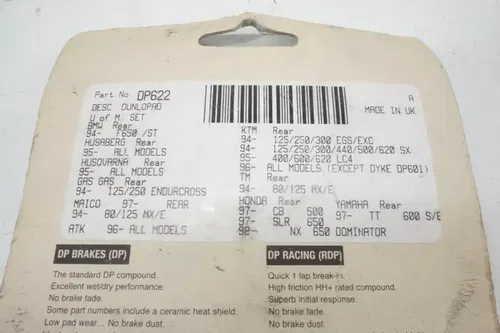 Part No DP622
A
DESC DUNLOPAD
MADE IN UK
U of M. SET
BMW Rear
94- F650 /ST
HUSABERG Rear
95- ALL MODELS
HUSQVARNA Rear
95- ALL MODELS
GAS GAS Rear
94- 125/250 ENDURCROSS
MAICO 97- REAR
94- 80/125 MX/E
ATK 96- ALL MODELS
KTM Rear
94- 125/250/300 EGS/EXC
94- 125/250/300/440/500/620 SX
95- 400/600/620 LC4
96- ALL MODELS (EXCEPT DYKE DP601)
TM Rear
94- 80/125 MX/E
HONDA Rear YAMAHA Rear
97- CB 500 97- TT 600 S/E
97- SLR 650
98- NX 650 DOMINATOR
DP BRAKES (DP)
The standard DP compound.
Excellent wet/dry performance.
No brake fade.
Some part numbers include a ceramic heat shield.
Low pad wear... No brake dust.
DP RACING (RDP)
Quick 1 tap break-in.
High friction HH+ rated compound.
Superb initial response.
No brake fade.
No brake dust.